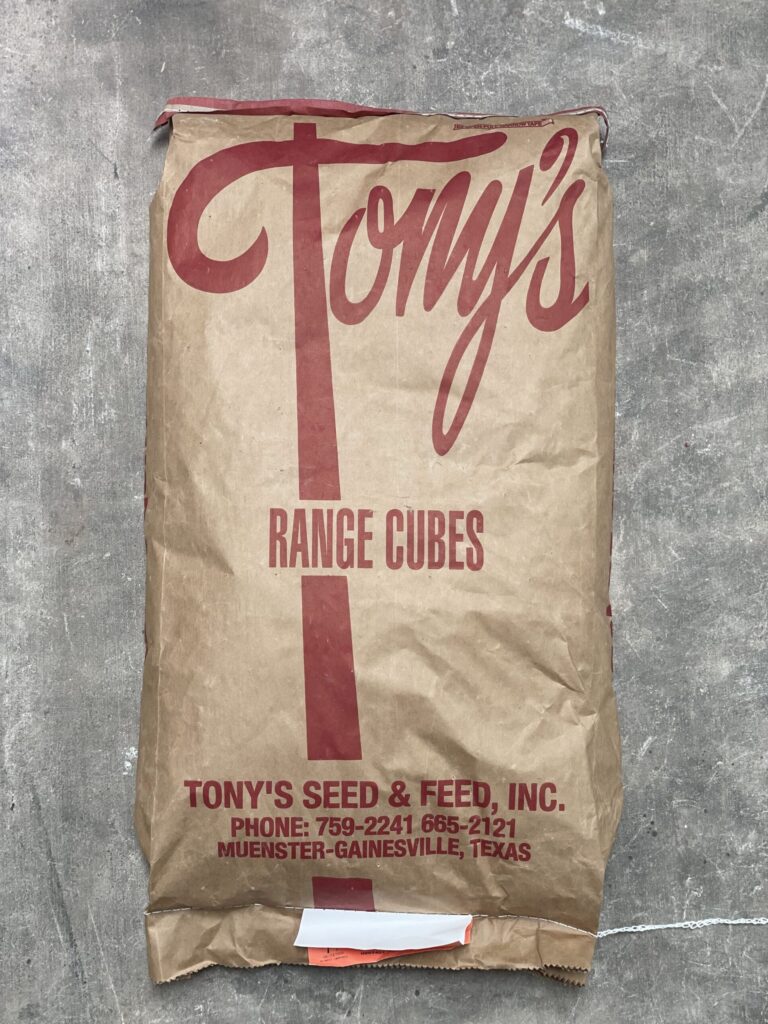 Tony's
RANGE CUBES
TONY'S SEED & FEED, INC.
PHONE: 759-2241 665-2121
MUENSTER-GAINESVILLE, TEXAS